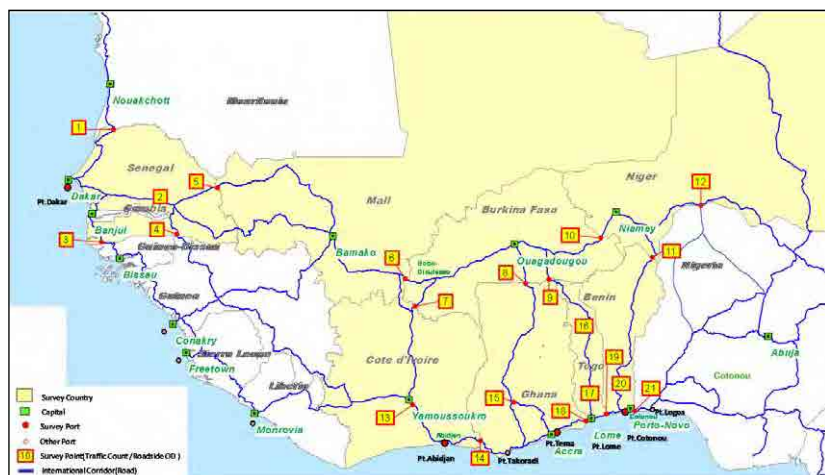 Nouakchott
Mauritania
1
Senegal
5
12
Niger
Pt.Dakar
Dakar
2
Mali
Burkina Faso
Gambia
4
10
Niamey
3
Banjul
Guinea-Bissau
Bamako
6
Ouagadougou
11
Nigeria
Bissau
8
9
Benin
Guinea
7
16
Conakry
Cote d'Ivoire
Togo
19
Abuja
Sierra Leone
Freetown
Cotonou
Liberia
Ghana
15
17
20
21
13
Yamoussoukro
18
Pt.Lagos
Monrovia
Abidjan
Pt.Tema
Lome
Porto-Novo
Pt.Abidjan
14
Pt.Takoradi
Accra
Pt.Lome
Pt.Cotonou
Survey Country
Capital
Survey Port
Other Port
10 Survey Point(Traffic Count / Roadside OD )
International Corridor(Road)